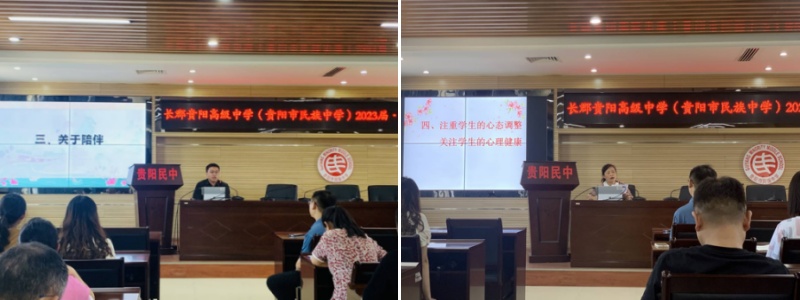 长郡贵阳高级中学（贵阳市民族中学）2023届·
三、关于陪伴
贵阳民中
长郡贵阳高级中学（贵阳市民族中学）202
四、注重学生的心态调整
关注学生的心理健康
贵阳民中